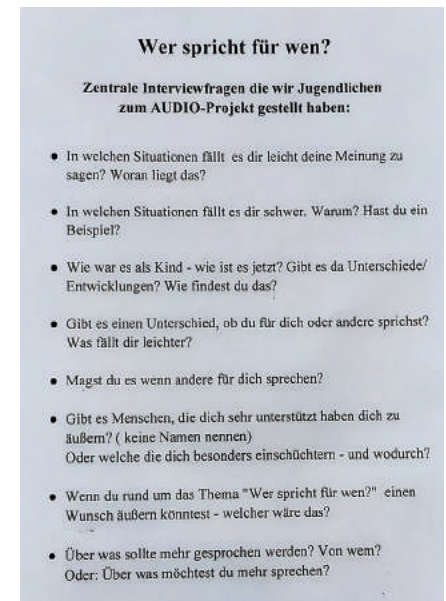 Wer spricht für wen?
Zentrale Interviewfragen die wir Jugendlichen
zum AUDIO-Projekt gestellt haben:
• In welchen Situationen fällt es dir leicht deine Meinung zu
sagen? Woran liegt das?
• In welchen Situationen fällt es dir schwer. Warum? Hast du ein
Beispiel?
• Wie war es als Kind - wie ist es jetzt? Gibt es da Unterschiede/
Entwicklungen? Wie findest du das?
• Gibt es einen Unterschied, ob du für dich oder andere sprichst?
Was fällt dir leichter?
• Magst du es wenn andere für dich sprechen?
• Gibt es Menschen, die dich sehr unterstützt haben dich zu
äußern? ( keine Namen nennen)
Oder welche die dich besonders einschüchtern - und wodurch?
• Wenn du rund um das Thema "Wer spricht für wen?" einen
Wunsch äußern könntest - welcher wäre das?
• Über was sollte mehr gesprochen werden? Von wem?
Oder: Über was möchtest du mehr sprechen?